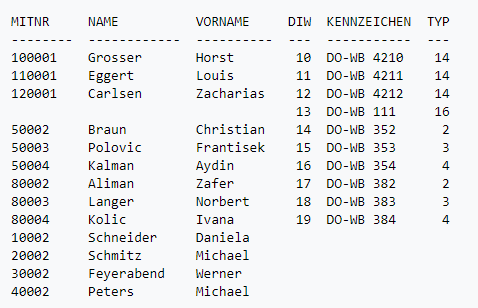 MITNR     NAME          VORNAME     DIW  KENNZEICHEN  TYP
--------  ------------  ----------  ---  -----------  ---
100001    Grosser       Horst        10  DO-WB 4210    14
110001    Eggert        Louis        11  DO-WB 4211    14
120001    Carlsen       Zacharias    12  DO-WB 4212    14
                                     13  DO-WB 111     16
50002     Braun         Christian    14  DO-WB 352      2
50003     Polovic       Frantisek    15  DO-WB 353      3
50004     Kalman        Aydin        16  DO-WB 354      4
80002     Aliman        Zafer        17  DO-WB 382      2
80003     Langer        Norbert      18  DO-WB 383      3
80004     Kolic         Ivana        19  DO-WB 384      4
10002     Schneider     Daniela
20002     Schmitz       Michael
30002     Feyerabend    Werner
40002     Peters        Michael